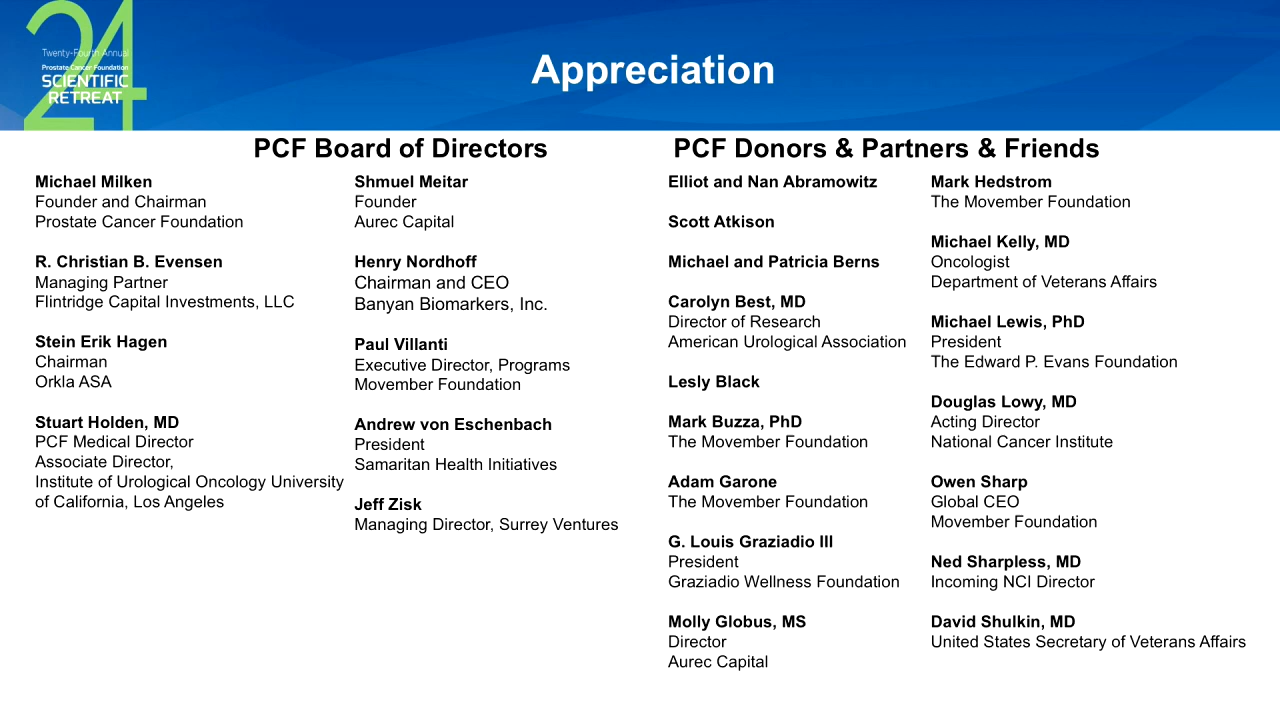 24
Twenty-Fourth Annual
Prostate Cancer Foundation
SCIENTIFIC
RETREAT
Appreciation
PCF Board of Directors
Michael Milken
Founder and Chairman
Prostate Cancer Foundation
R. Christian B. Evensen
Managing Partner
Flintridge Capital Investments, LLC
Stein Erik Hagen
Chairman
Orkla ASA
Stuart Holden, MD
PCF Medical Director
Associate Director,
Institute of Urological Oncology University
of California, Los Angeles
Shmuel Meitar
Founder
Aurec Capital
Henry Nordhoff
Chairman and CEO
Banyan Biomarkers, Inc.
Paul Villanti
Executive Director, Programs
Movember Foundation
Andrew von Eschenbach
President
Samaritan Health Initiatives
Jeff Zisk
Managing Director, Surrey Ventures
PCF Donors & Partners & Friends
Elliot and Nan Abramowitz
Scott Atkison
Michael and Patricia Berns
Carolyn Best, MD
Director of Research
American Urological Association
Lesly Black
Mark Buzza, PhD
The Movember Foundation
Adam Garone
The Movember Foundation
G. Louis Graziadio III
President
Graziadio Wellness Foundation
Molly Globus, MS
Director
Aurec Capital
Mark Hedstrom
The Movember Foundation
Michael Kelly, MD
Oncologist
Department of Veterans Affairs
Michael Lewis, PhD
President
The Edward P. Evans Foundation
Douglas Lowy, MD
Acting Director
National Cancer Institute
Owen Sharp
Global CEO
Movember Foundation
Ned Sharpless, MD
Incoming NCI Director
David Shulkin, MD
United States Secretary of Veterans Affairs